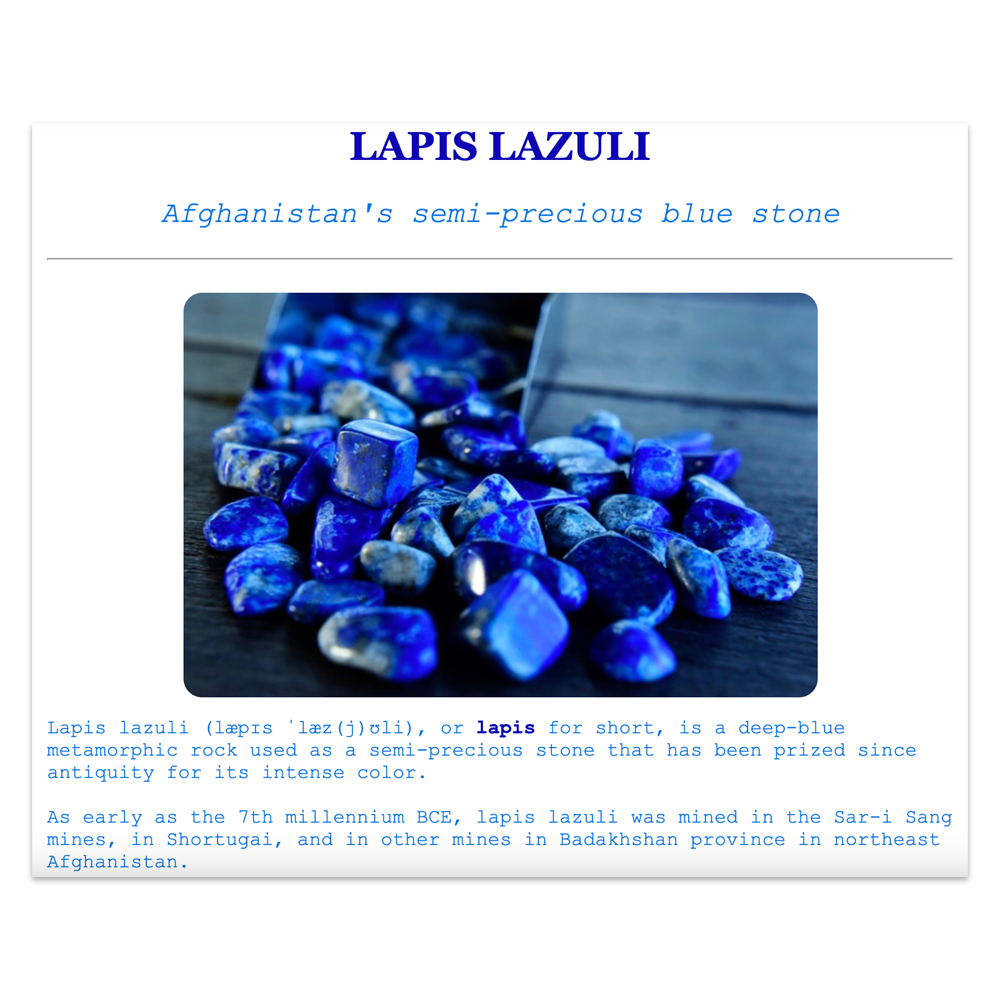 LAPIS LAZULI
Afghanistan's semi-precious blue stone
Lapis lazuli (læpɪs ˈlæz(j)ʊli), or lapis for short, is a deep-blue
metamorphic rock used as a semi-precious stone that has been prized since
antiquity for its intense color.
As early as the 7th millennium BCE, lapis lazuli was mined in the Sar-i Sang
mines, in Shortugai, and in other mines in Badakhshan province in northeast
Afghanistan.